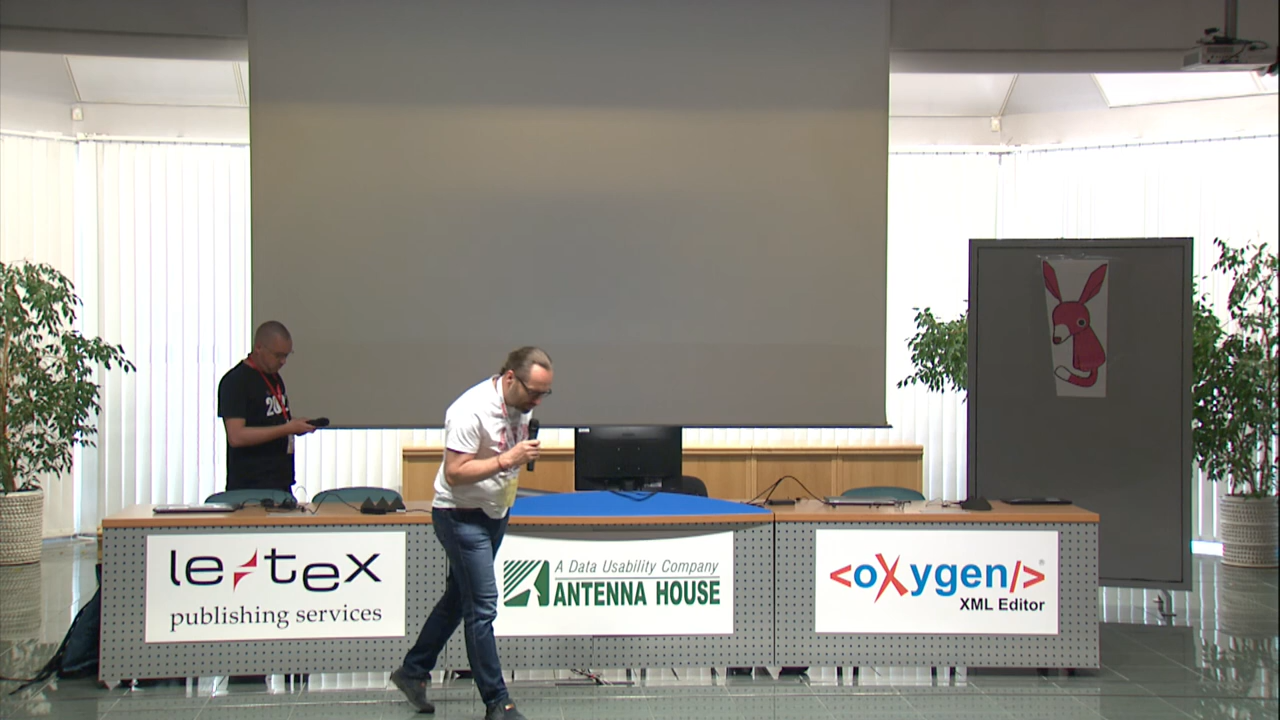 le-tex
publishing services
A Data Usability Company
ANTENNA HOUSE
<oXygen/>®
XML Editor